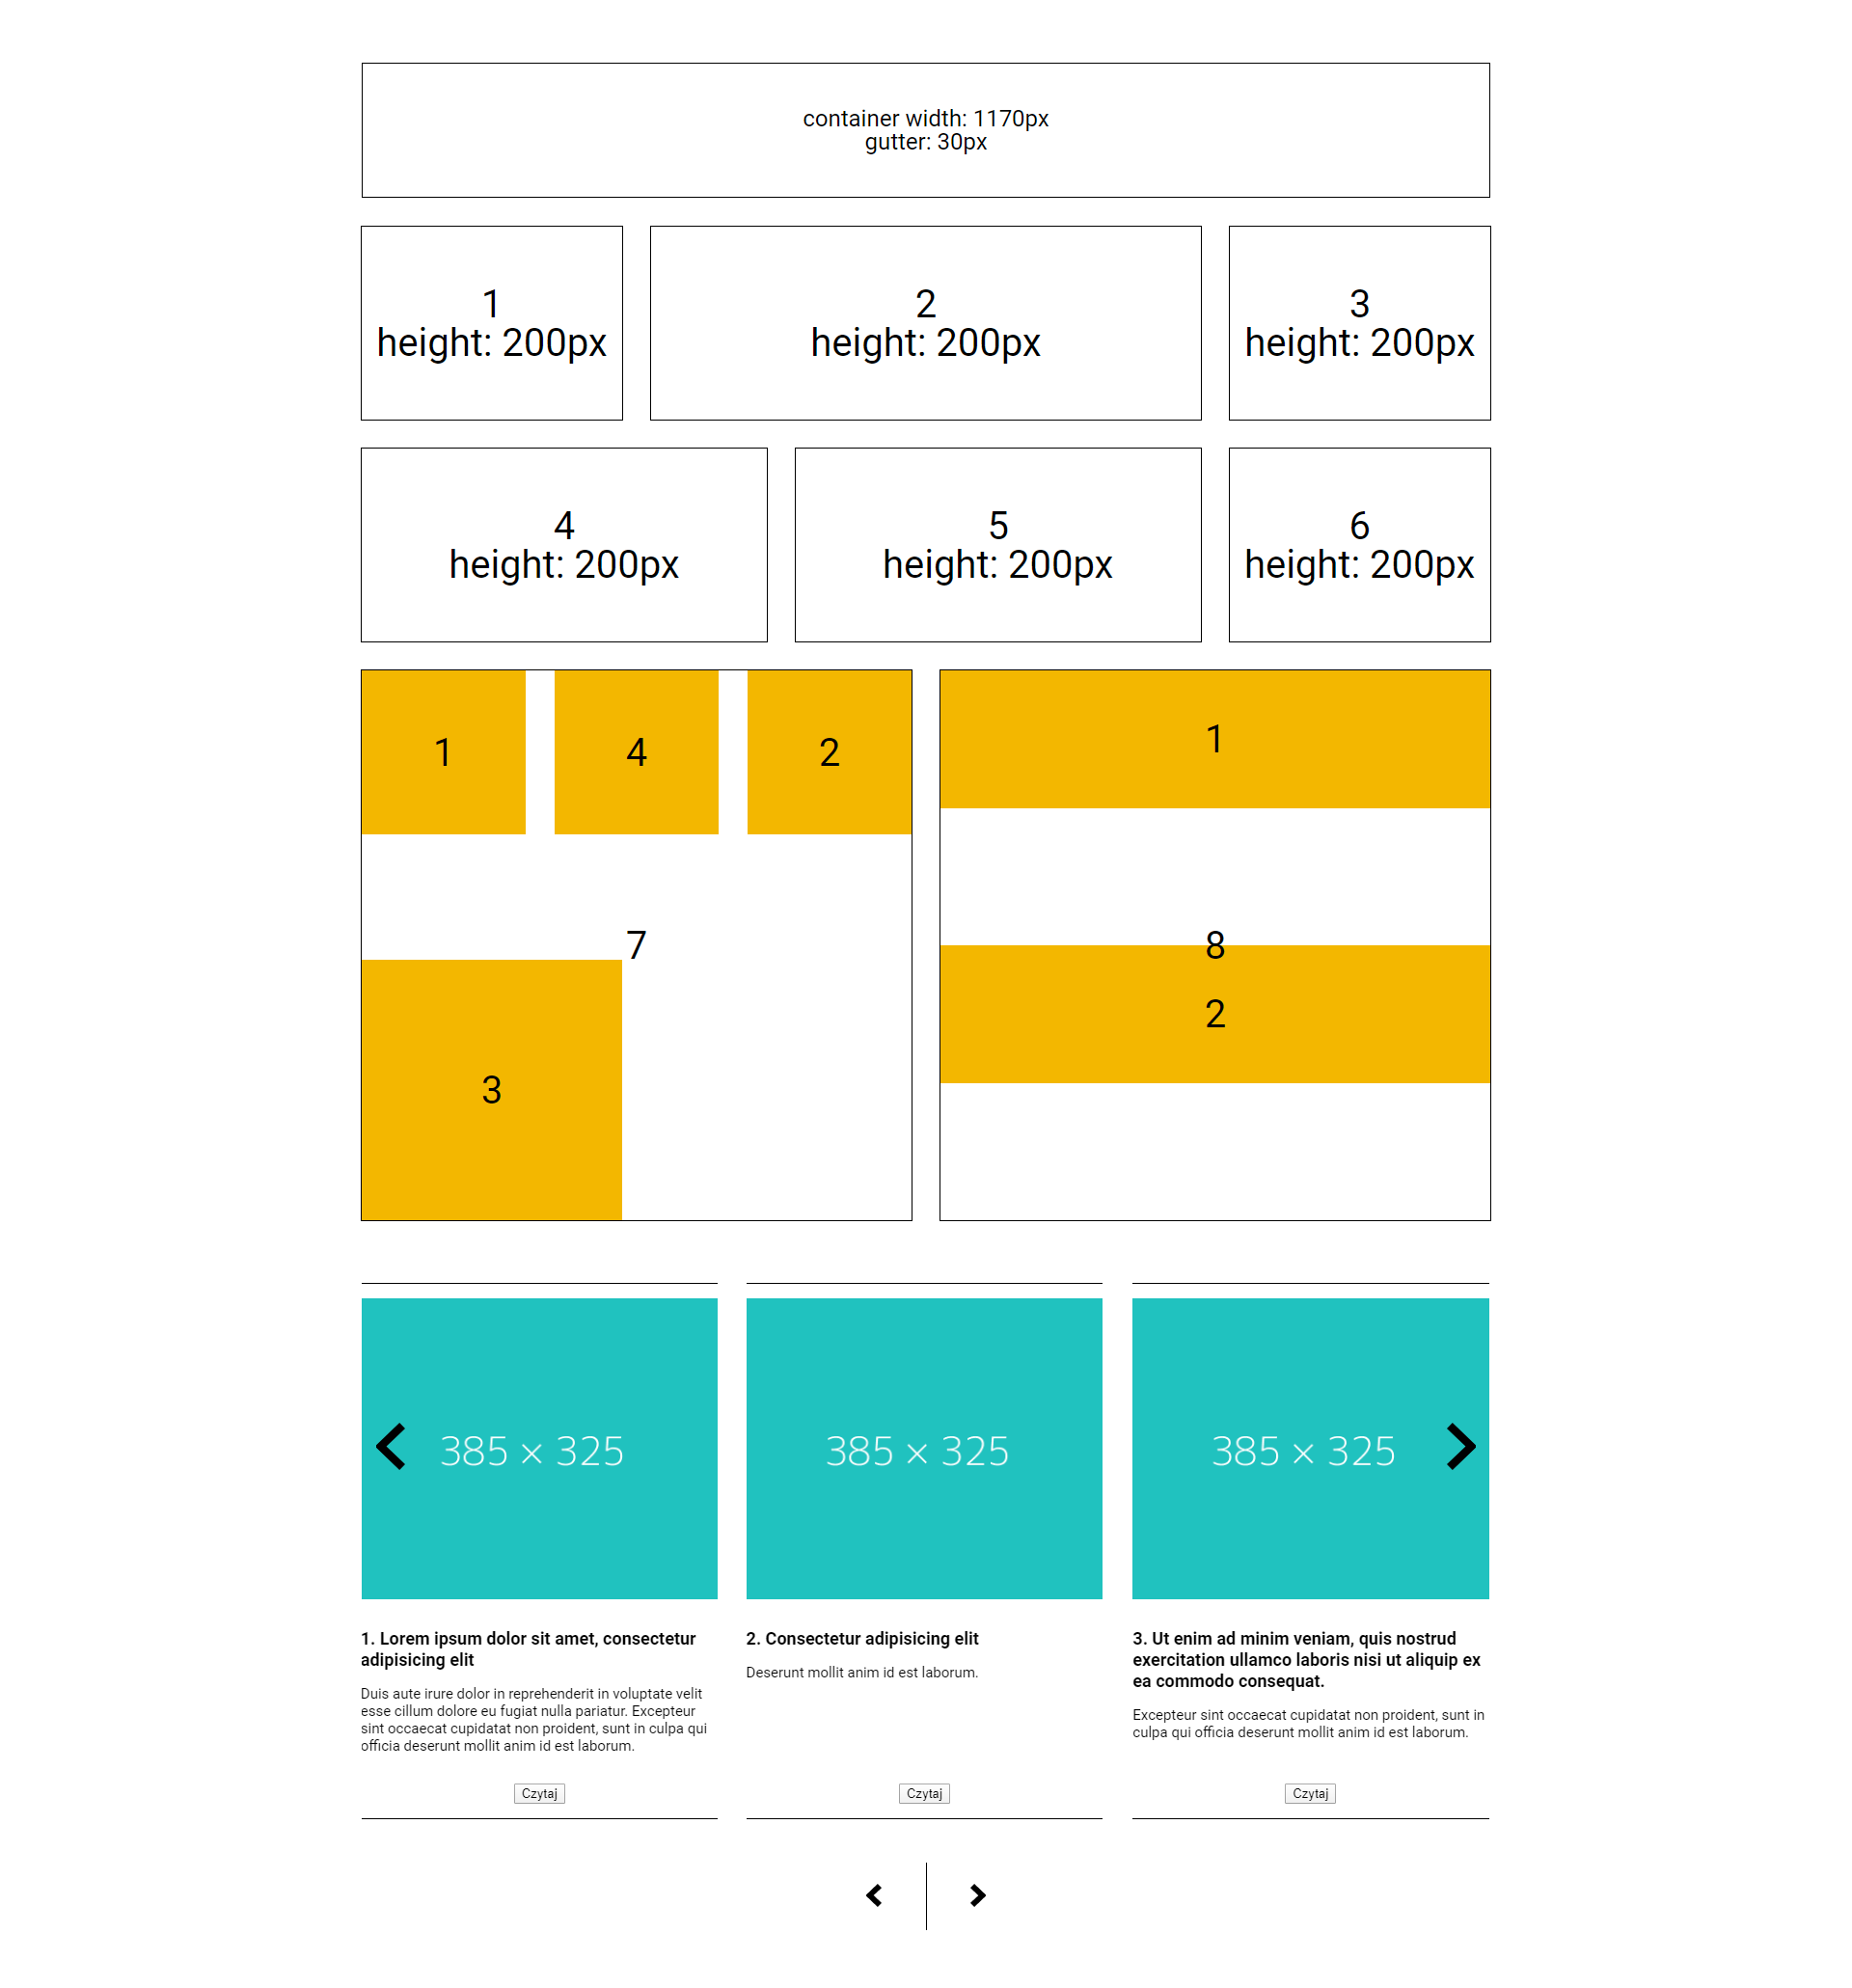 container width: 1170px
gutter: 30px
1
height: 200px
2
height: 200px
3
height: 200px
4
height: 200px
5
height: 200px
6
height: 200px
1
4
2
7
3
1
8
2
385 × 325
385 × 325
385 × 325
1. Lorem ipsum dolor sit amet, consectetur
adipisicing elit
Duis aute irure dolor in reprehenderit in voluptate velit
esse cillum dolore eu fugiat nulla pariatur. Excepteur
sint occaecat cupidatat non proident, sunt in culpa qui
officia deserunt mollit anim id est laborum.
Czytaj
2. Consectetur adipisicing elit
Deserunt mollit anim id est laborum.
Czytaj
3. Ut enim ad minim veniam, quis nostrud
exercitation ullamco laboris nisi ut aliquip ex
ea commodo consequat.
Excepteur sint occaecat cupidatat non proident, sunt in
culpa qui officia deserunt mollit anim id est laborum.
Czytaj